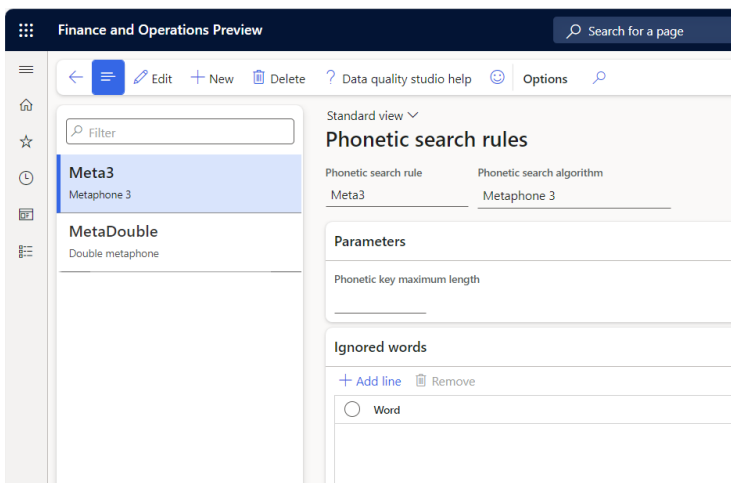 Finance and Operations Preview
Search for a page
Edit
New
Delete
Data quality studio help
Options
Filter
Meta3
Metaphone 3
MetaDouble
Double metaphone
Standard view
Phonetic search rules
Phonetic search rule Phonetic search algorithm
Meta3 Metaphone 3
Parameters
Phonetic key maximum length
Ignored words
Add line Remove
Word